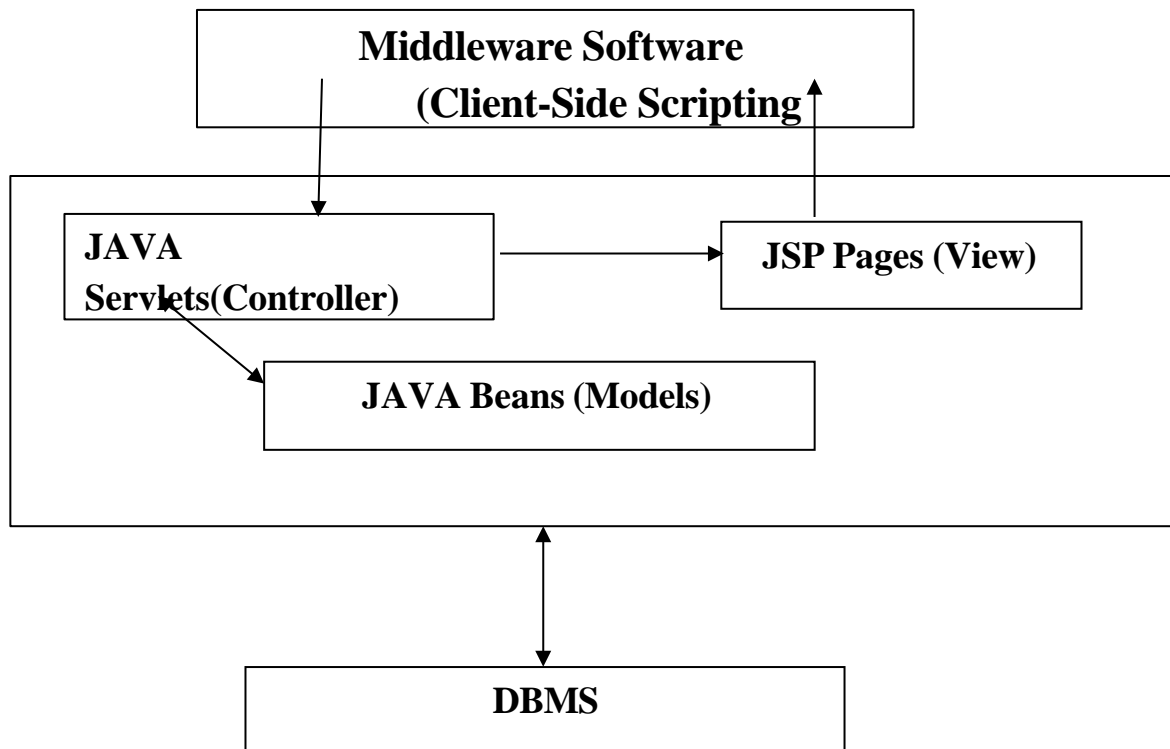 Middleware Software
(Client-Side Scripting
JAVA
Servlets(Controller)
JSP Pages (View)
JAVA Beans (Models)
DBMS